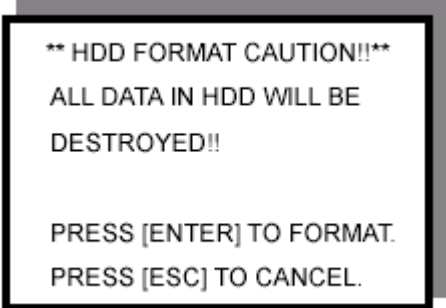 ** HDD FORMAT CAUTION!!**
ALL DATA IN HDD WILL BE
DESTROYED!!
PRESS [ENTER] TO FORMAT.
PRESS [ESC] TO CANCEL.